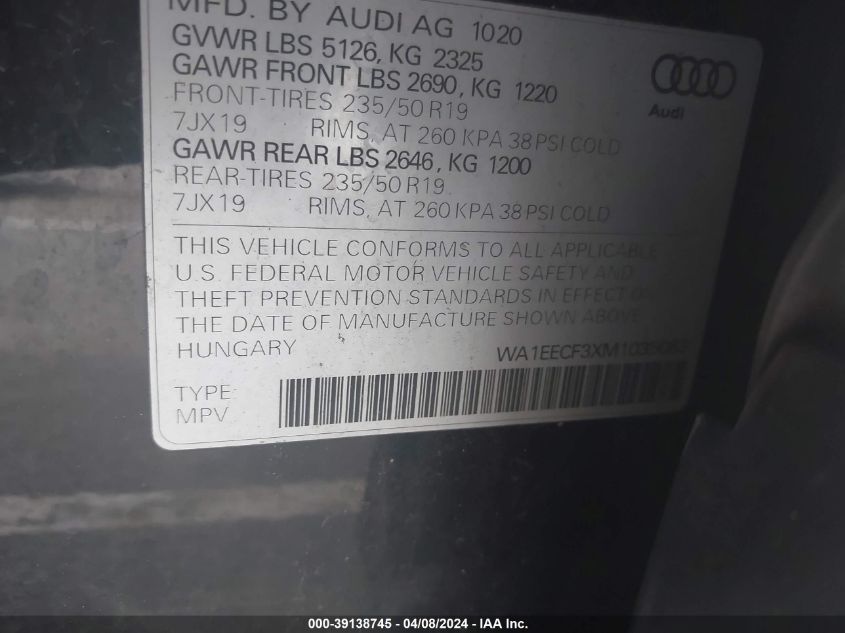 MFD. BY AUDI AG 1020
GVWR LBS 5126, KG 2325
GAWR FRONT LBS 2690, KG 1220
FRONT-TIRES 235/50 R19
7JX19 RIMS, AT 260 KPA 38 PSI COLD
GAWR REAR LBS 2646, KG 1200
REAR-TIRES 235/50 R19
7JX19 RIMS, AT 260 KPA 38 PSI COLD
Audi
THIS VEHICLE CONFORMS TO ALL APPLICABLE
U.S. FEDERAL MOTOR VEHICLE SAFETY AND
THEFT PREVENTION STANDARDS IN EFFECT ON
THE DATE OF MANUFACTURE SHOWN ABOVE
HUNGARY
TYPE:
MPV
000-39138745 - 04/08/2024 - IAA Inc.